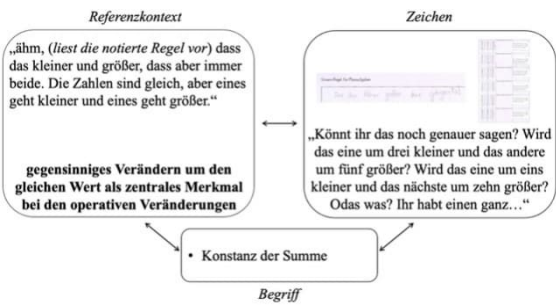 Referenzkontext
„ähm, (liest die notierte Regel vor) dass
das kleiner und größer, dass aber immer
beide. Die Zahlen sind gleich, aber eines
geht kleiner und eines geht größer.“
gegensinniges Verändern um den
gleichen Wert als zentrales Merkmal
bei den operativen Veränderungen
Zeichen
„Könnt ihr das noch genauer sagen? Wird
das eine um drei kleiner und das andere
um fünf größer? Wird das eine um eins
kleiner und das nächste um zehn größer?
Odas was? Ihr habt einen ganz…“
• Konstanz der Summe
Begriff